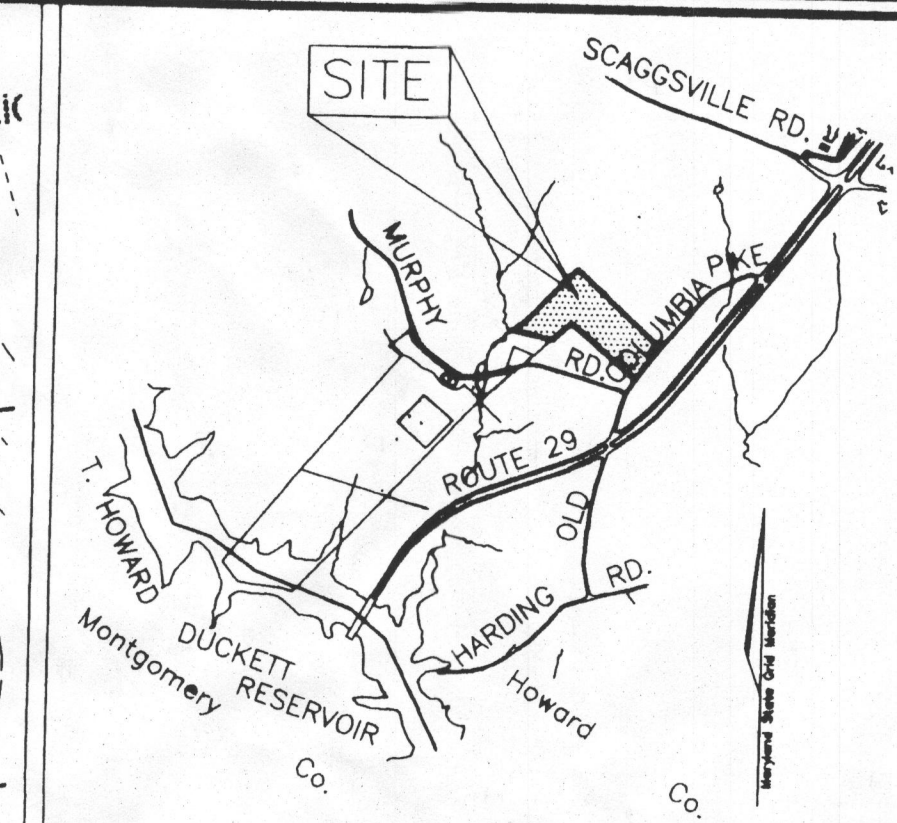 SITE
SCAGGSVILLE RD.
MURPHY
RD.
OLD
COLUMBIA
PIKE
ROUTE 29
HARDING
RD.
T. HOWARD
DUCKETT
RESERVOIR
Montgomery
Co.
Howard
Co.
Maryland State Grid Meridian